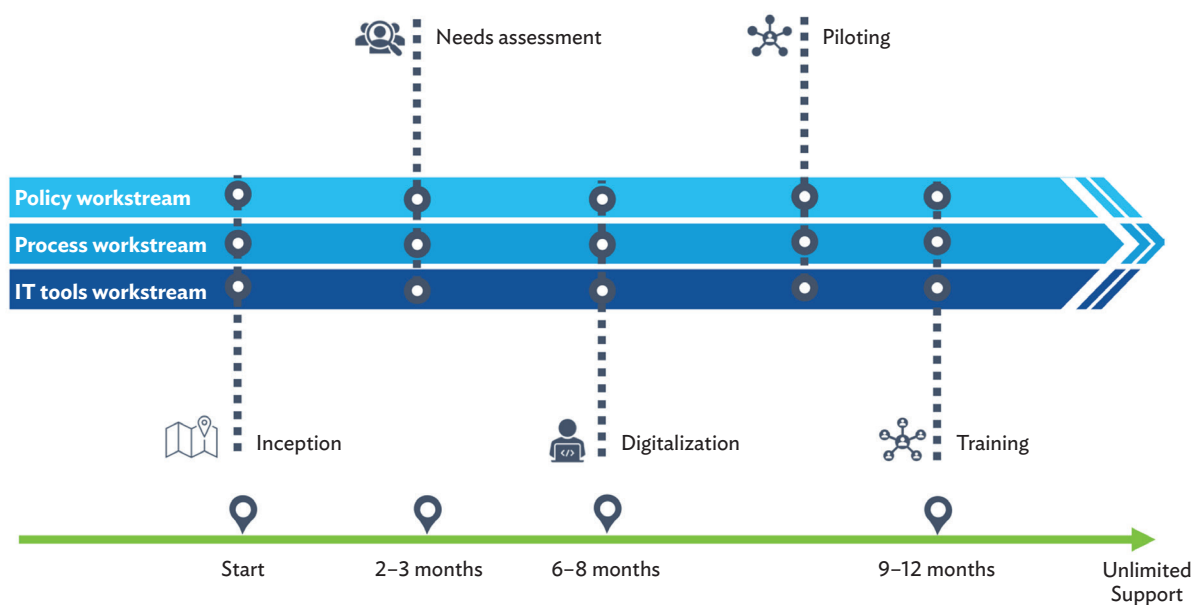 Needs assessment
Piloting
Policy workstream
Process workstream
IT tools workstream
Inception
Digitalization
Training
Start
2–3 months
6–8 months
9–12 months
Unlimited
Support